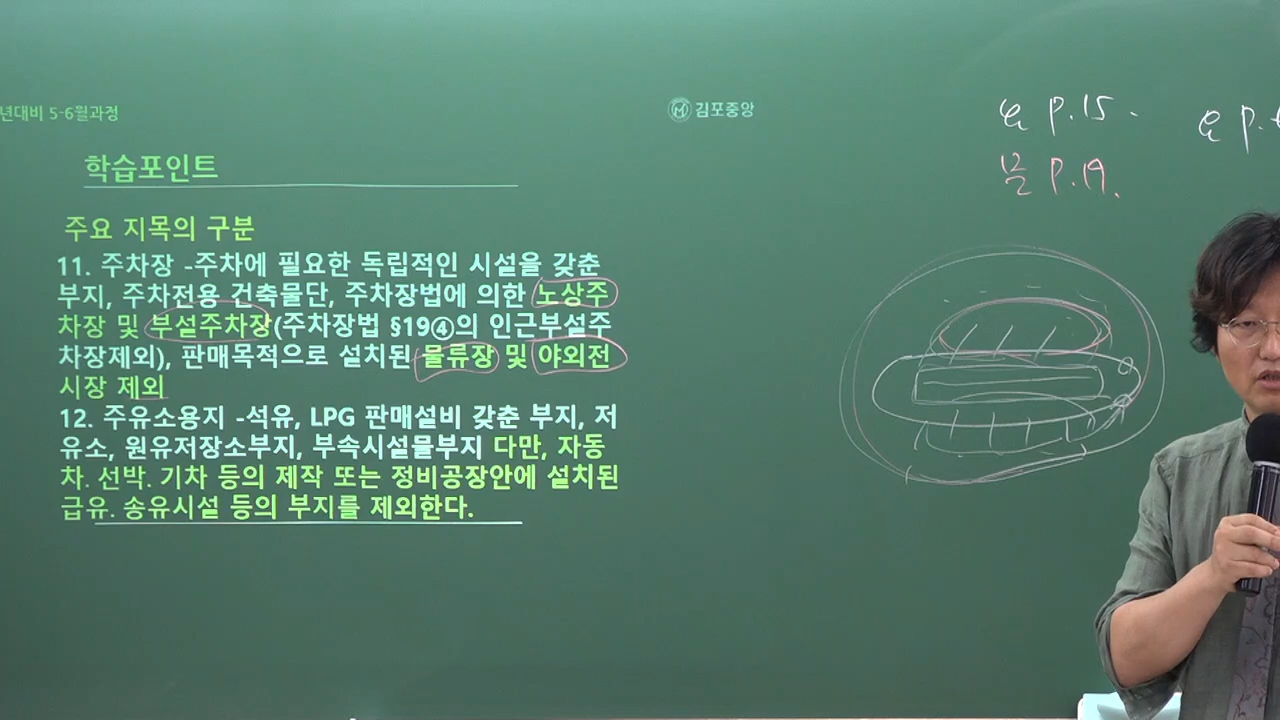 년대비 5-6월과정
김포중앙
학습포인트
주요 지목의 구분
11. 주차장 -주차에 필요한 독립적인 시설을 갖춘
부지, 주차전용 건축물단, 주차장법에 의한 노상주
차장 및 부설주차장(주차장법 §19④의 인근부설주
차장제외), 판매목적으로 설치된 물류장 및 야외전
시장 제외
12. 주유소용지 -석유, LPG 판매설비 갖춘 부지, 저
유소, 원유저장소부지, 부속시설물부지 다만, 자동
차. 선박. 기차 등의 제작 또는 정비공장안에 설치된
급유. 송유시설 등의 부지를 제외한다.
요 p.15.
문 p.19.
요 p.